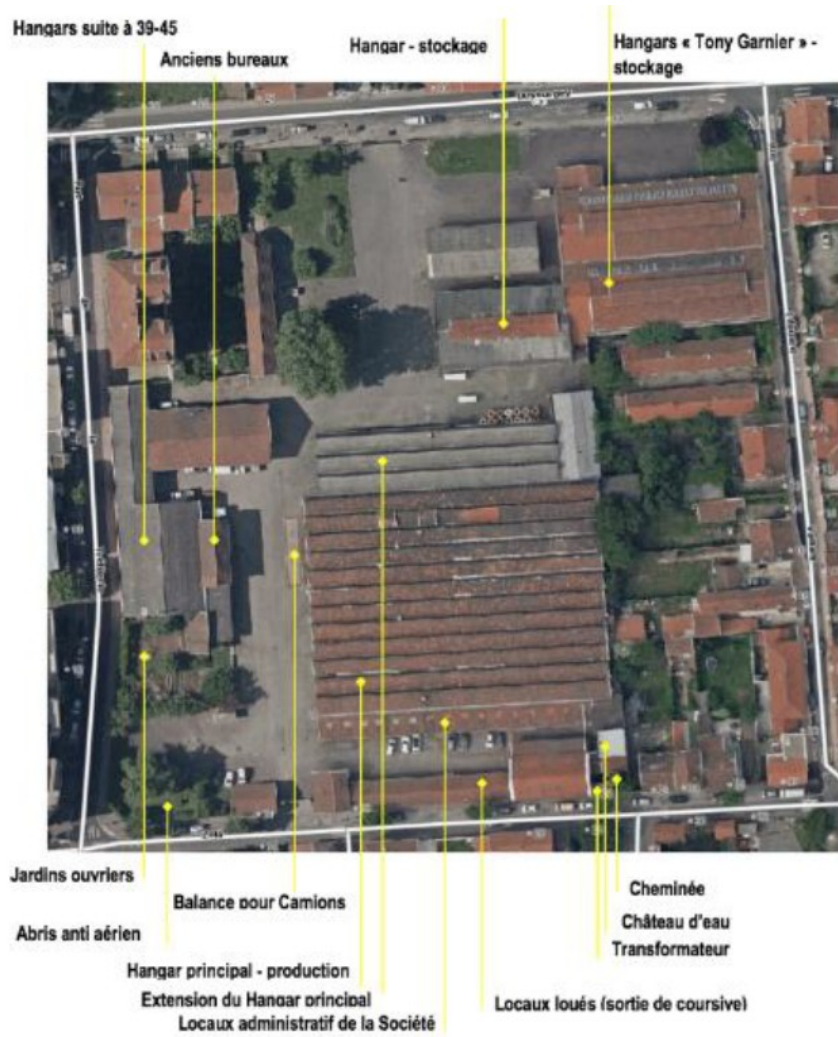 Hangars suite à 39-45
Anciens bureaux
Hangar - stockage
Hangars « Tony Garnier » -
stockage
Jardins ouvriers
Abris anti aérien
Balance pour Camions
Hangar principal - production
Extension du Hangar principal
Locaux administratif de la Société
Locaux loués (sortie de coursive)
Cheminée
Château d'eau
Transformateur